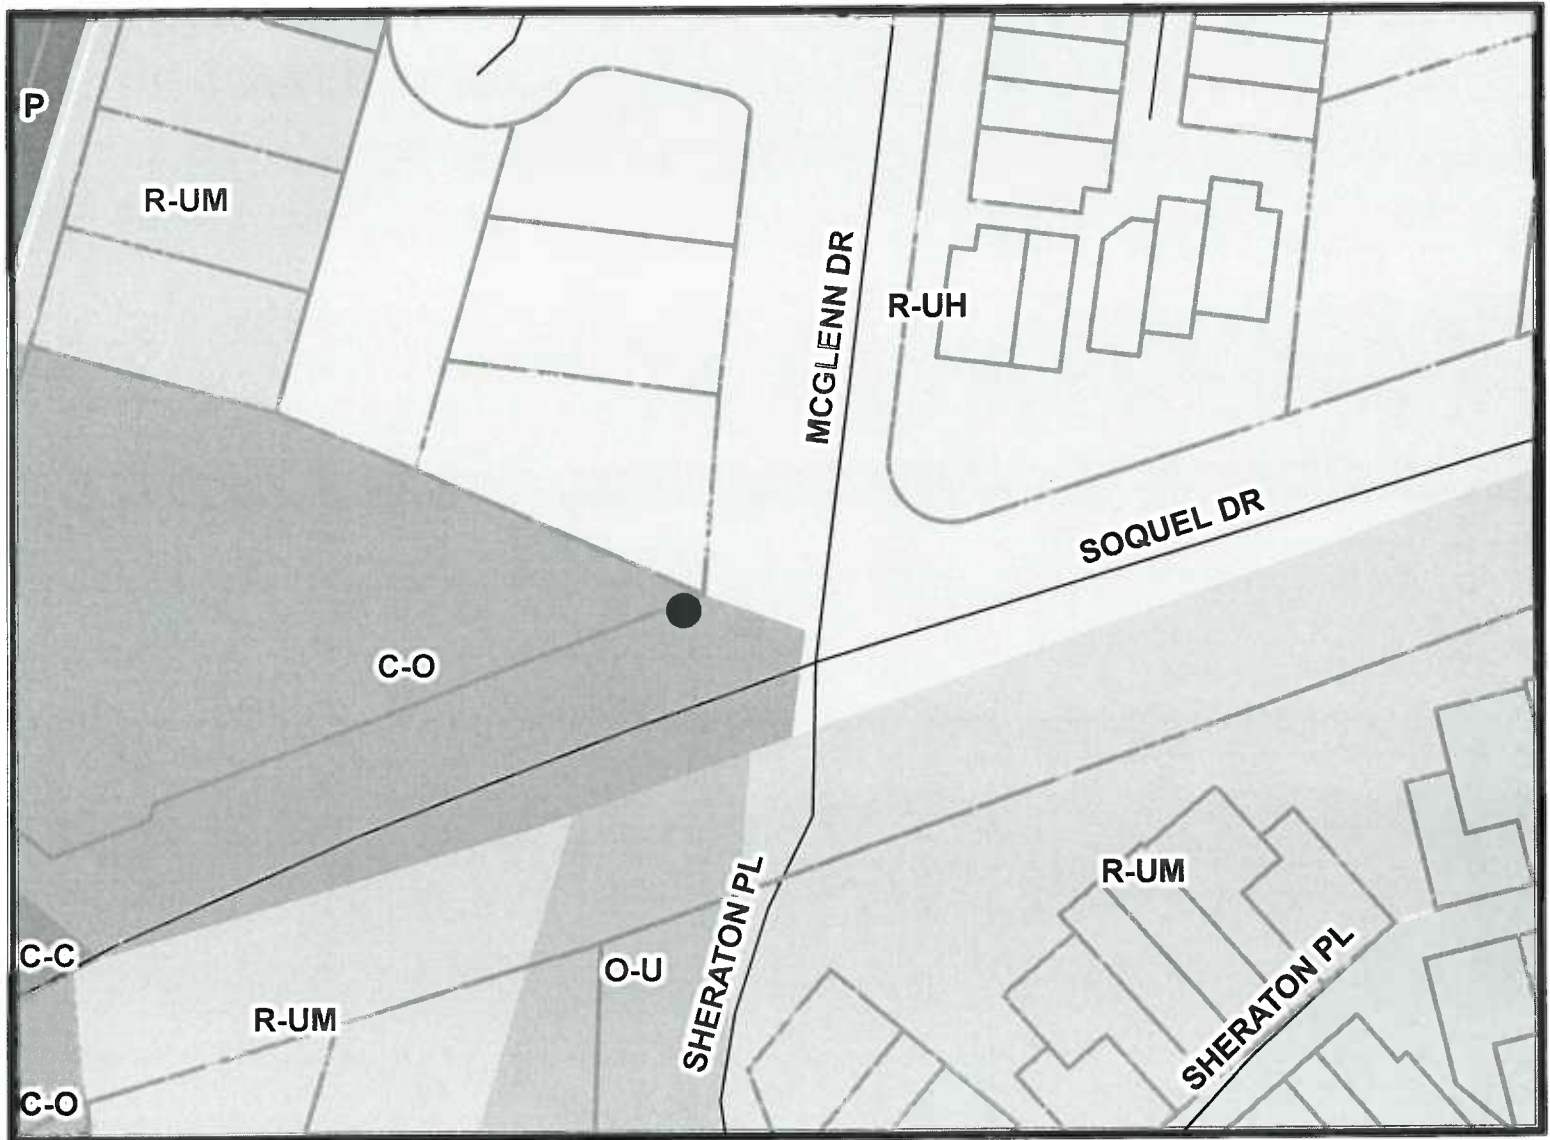 P
R-UM
MCGLENN DR
R-UH
SOQUEL DR
C-O
R-UM
SHERATON PL
C-C
O-U
R-UM
SHERATON PL
C-O